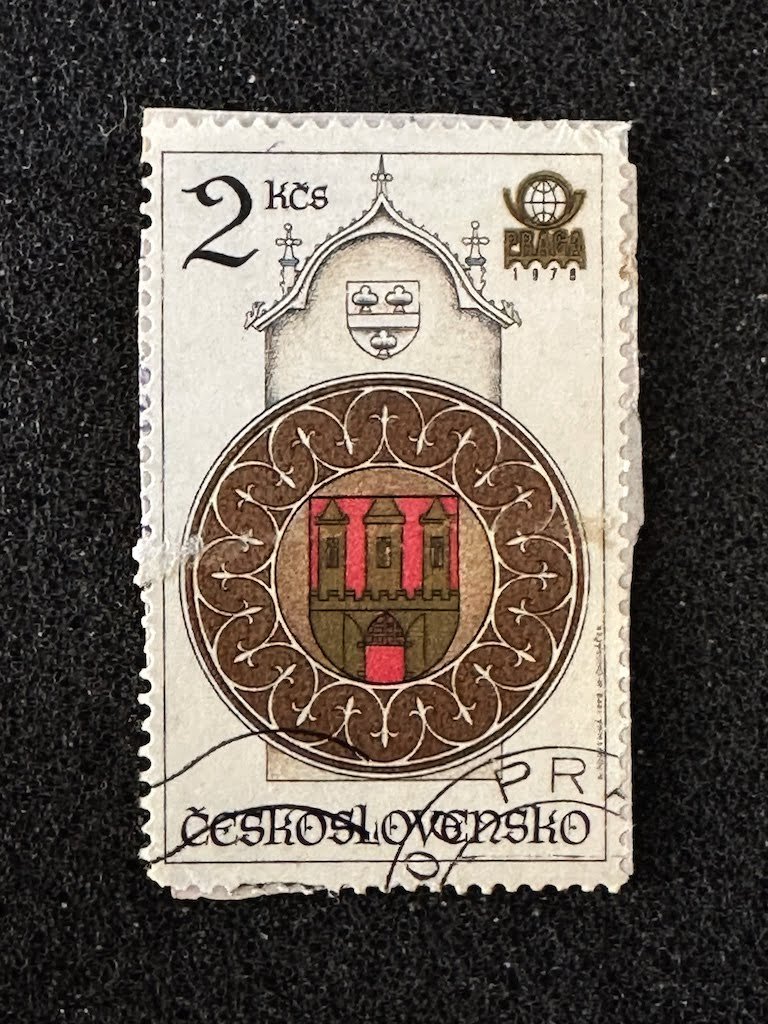 2 Kčs
PRAGA
1978
ČESKOSLOVENSKO
PR